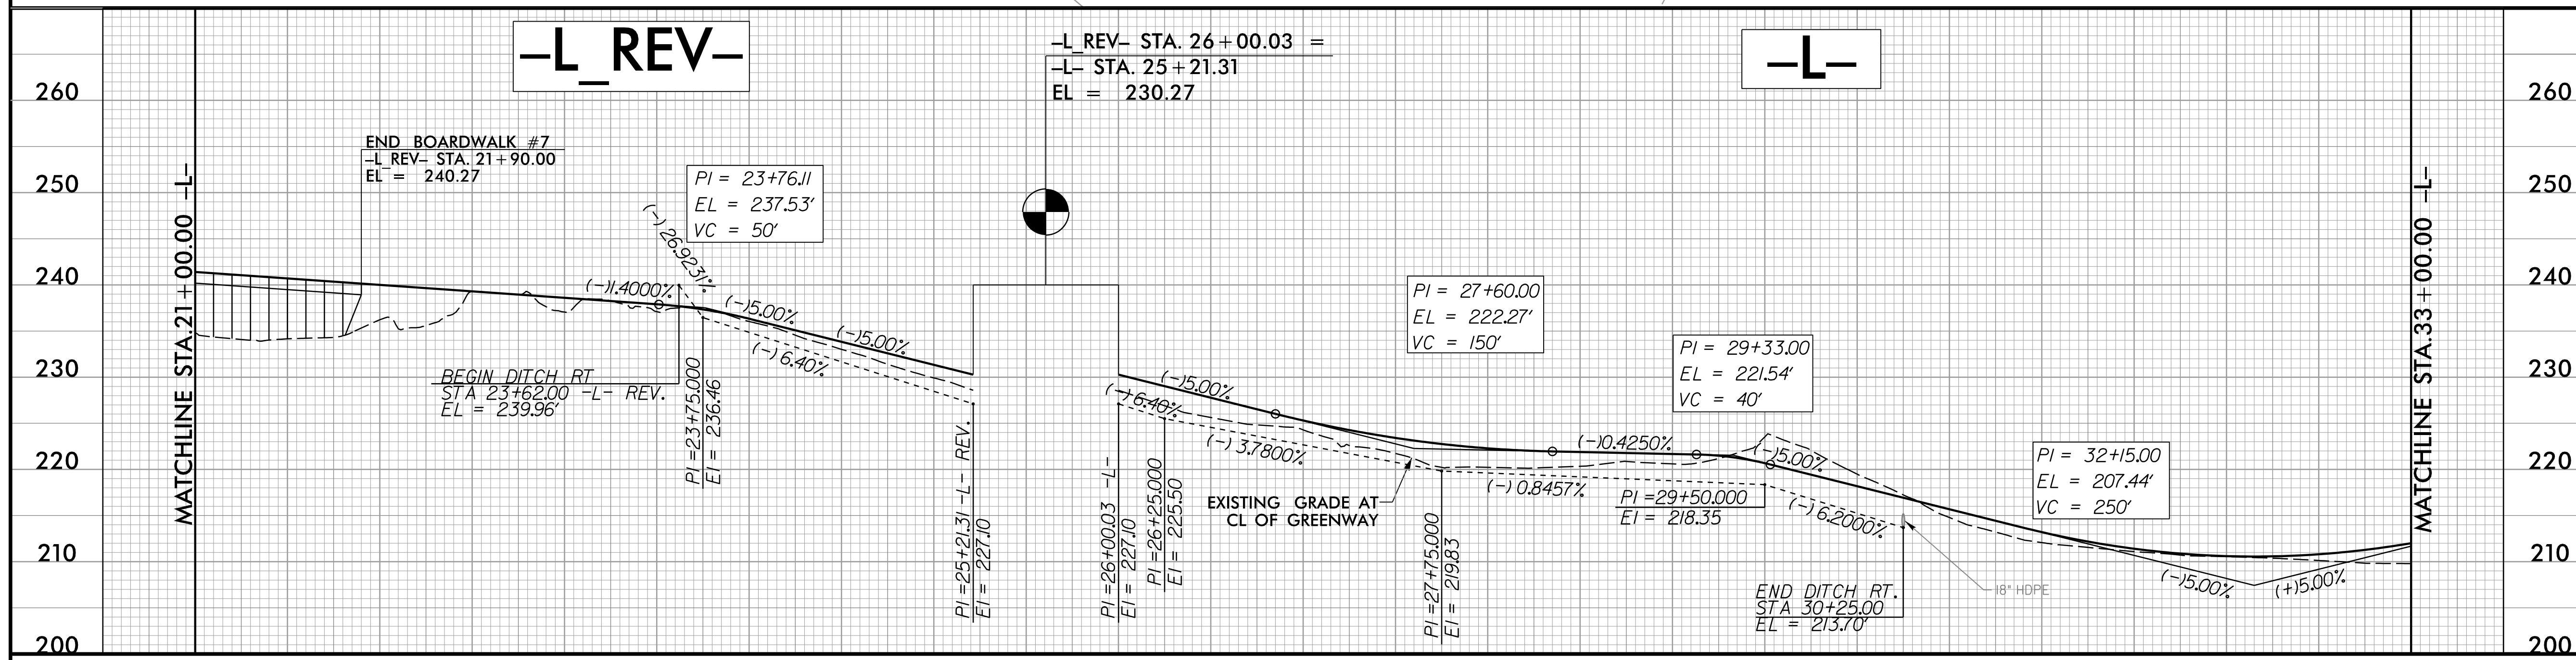 –L_REV–
–L_REV– STA. 26+00.03 =
–L– STA. 25+21.31
EL = 230.27
–L–
260
260
END BOARDWALK #7
–L_REV– STA. 21+90.00
EL = 240.27
PI = 23+76.11
EL = 237.53'
VC = 50'
250
250
MATCHLINE STA.21+00.00 –L–
MATCHLINE STA.33+00.00 –L–
(-)26.9231%
240
240
(-)1.4000%
(-)5.00%
(-)5.00%
(-)6.40%
PI = 27+60.00
EL = 222.27'
VC = 150'
PI = 29+33.00
EL = 221.54'
VC = 40'
230
230
BEGIN DITCH RT
STA 23+62.00 -L- REV.
EL = 239.96'
PI =23+75.000
El = 236.46
(-)5.00%
(-)6.40%
(-)3.7800%
(-)0.4250%
(-)5.00%
220
220
PI = 32+15.00
EL = 207.44'
VC = 250'
PI =25+21.31 -L- REV.
El = 227.10
PI =26+00.03 -L-
El = 227.10
PI =26+25.000
El = 225.50
EXISTING GRADE AT
CL OF GREENWAY
(-)0.8457%
PI =29+50.000
El = 218.35
(-)6.2000%
PI =27+75.000
El = 219.83
210
210
END DITCH RT.
STA 30+25.00
EL = 213.70'
18" HDPE
(-)5.00%
(+)5.00%
200
200